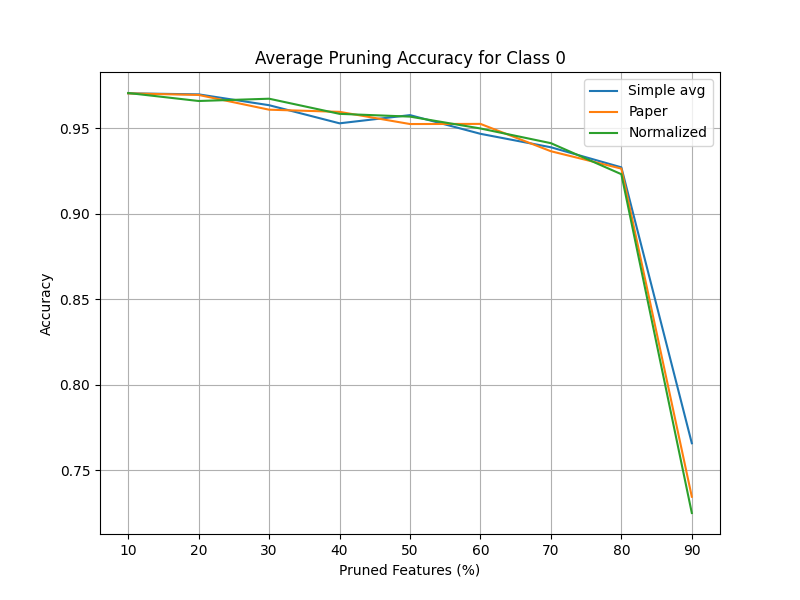 Average Pruning Accuracy for Class 0
Simple avg
Paper
Normalized
0.95
0.90
0.85
0.80
0.75
Accuracy
10 20 30 40 50 60 70 80 90
Pruned Features (%)